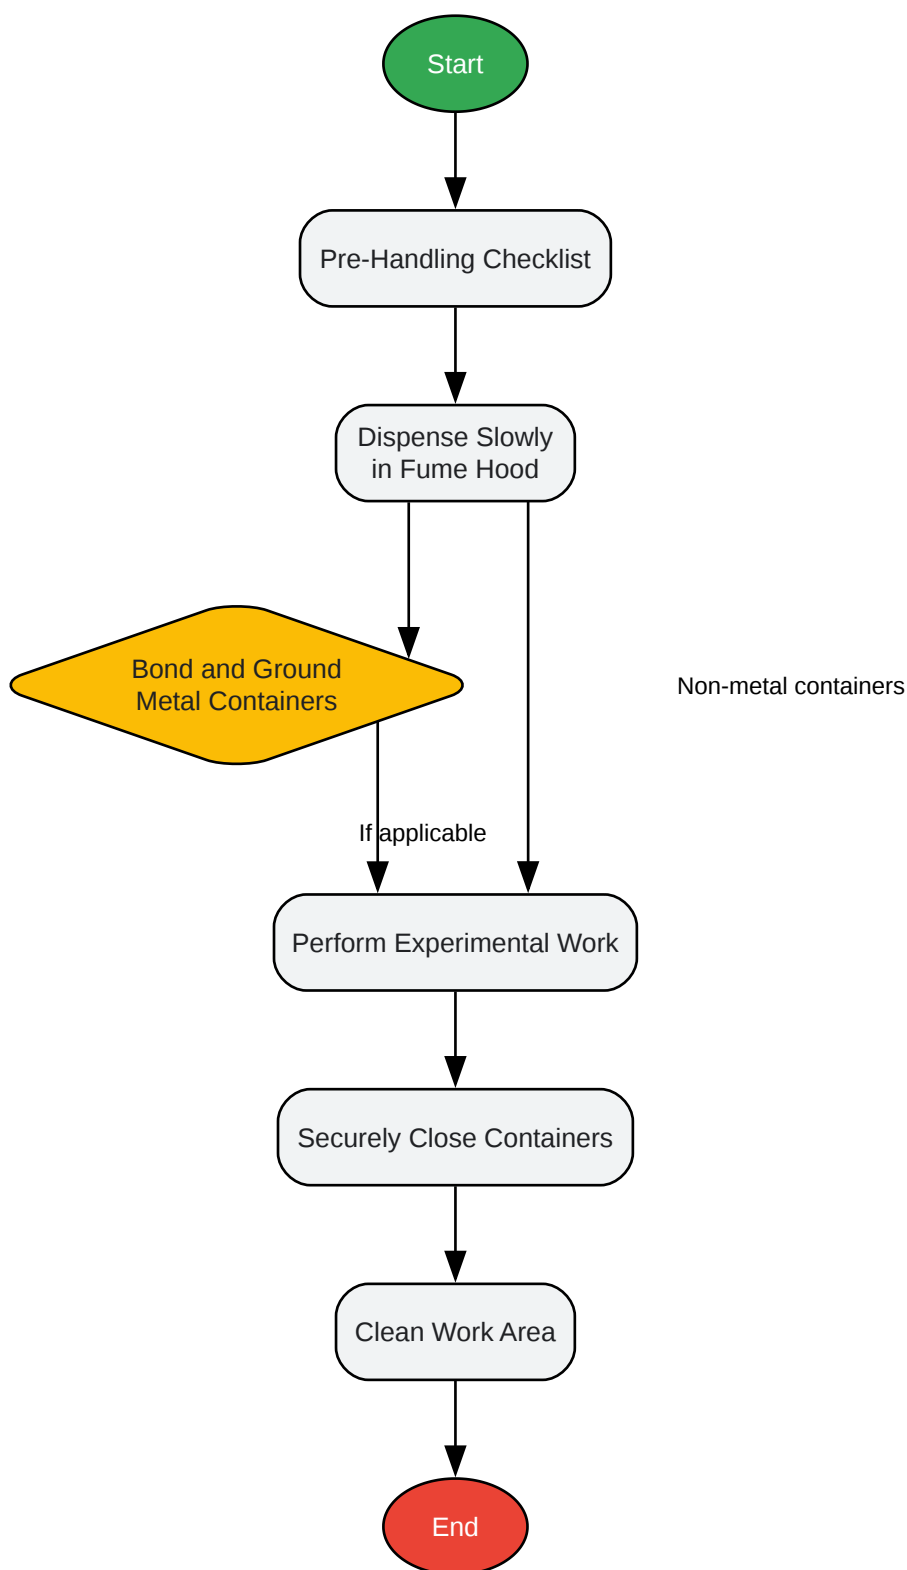 Start
Pre-Handling Checklist
Dispense Slowly
in Fume Hood
Bond and Ground
Metal Containers
Non-metal containers
If applicable
Perform Experimental Work
Securely Close Containers
Clean Work Area
End